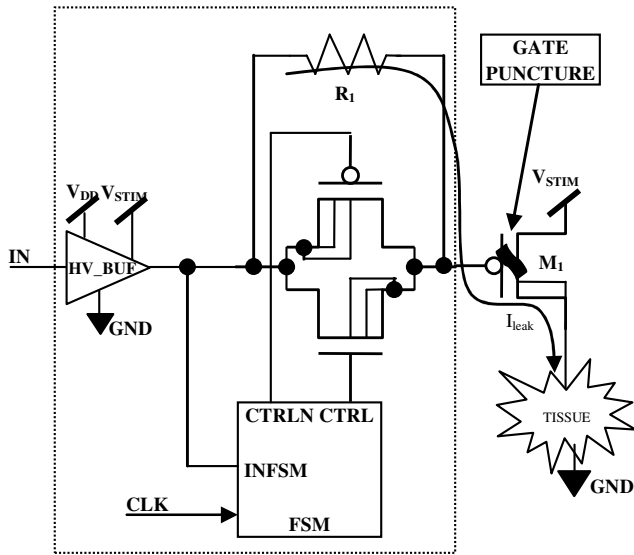 GATE
PUNCTURE
R1
VDD
VSTIM
VSTIM
IN
HV_BUF
M1
GND
Ileak
CTRLN CTRL
TISSUE
INFSM
GND
CLK
FSM